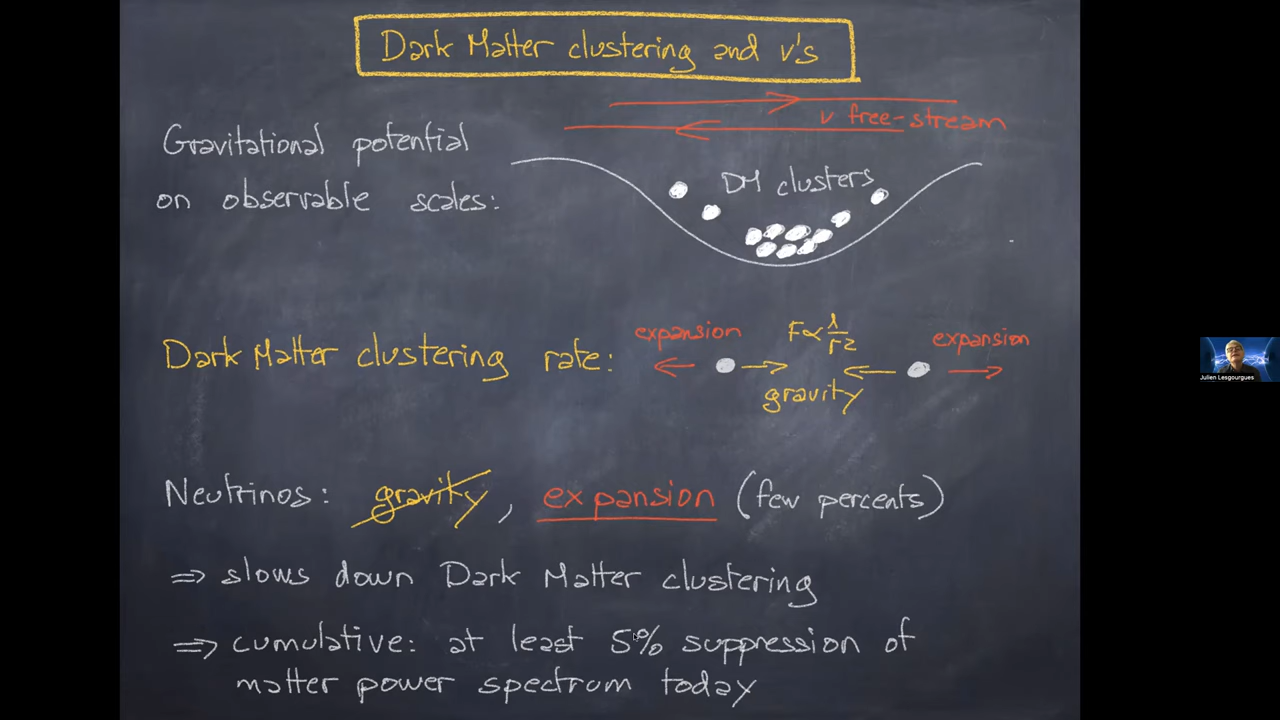 Dark Matter clustering and ν's
ν free-stream
Gravitational potential
on observable scales:
DM clusters
Dark Matter clustering rate:
expansion
F∝1/r2
gravity
expansion
Neutrinos: gravity, expansion (few percents)
⇒ slows down Dark Matter clustering
⇒ cumulative: at least 5% suppression of
matter power spectrum today
Julien Lesgourgues